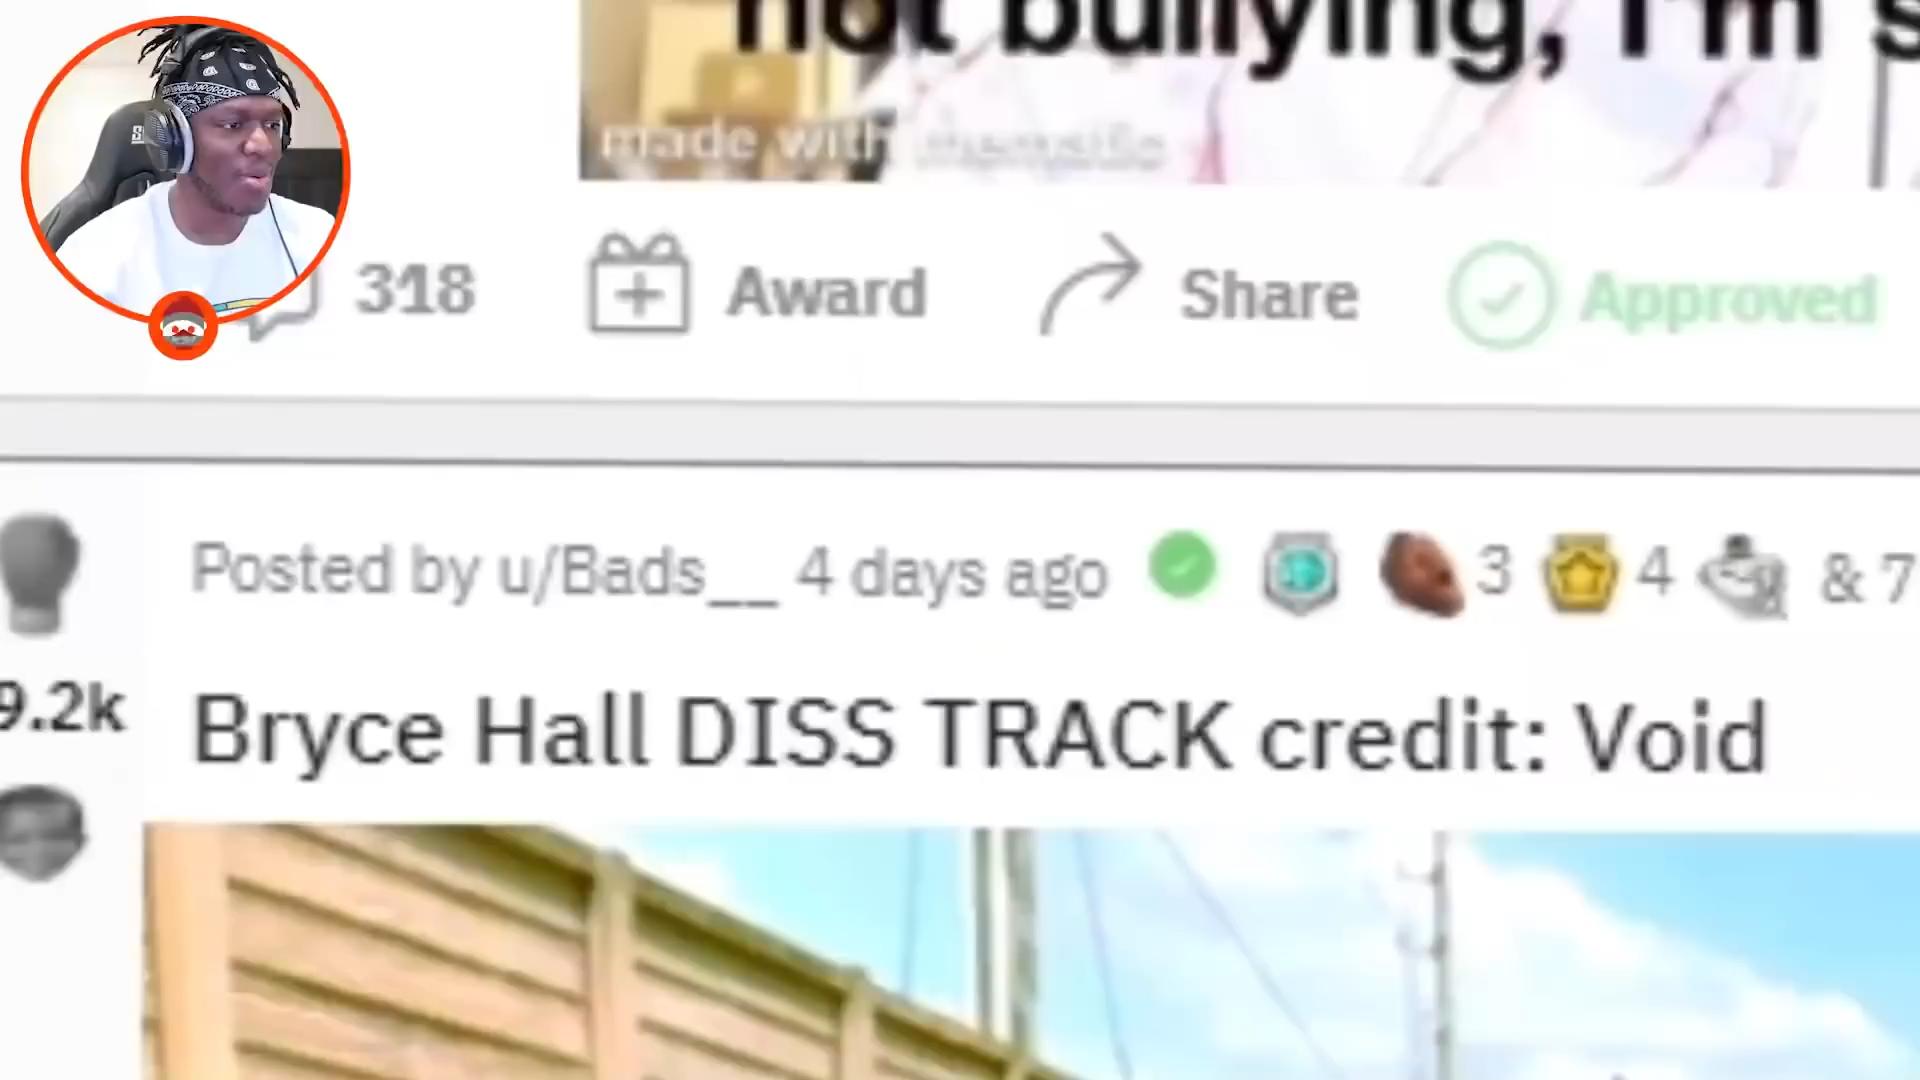 not bullying, I'm s
made with mematic
318 Award Share Approved
Posted by u/Bads__ 4 days ago 3 4 & 7
9.2k
Bryce Hall DISS TRACK credit: Void